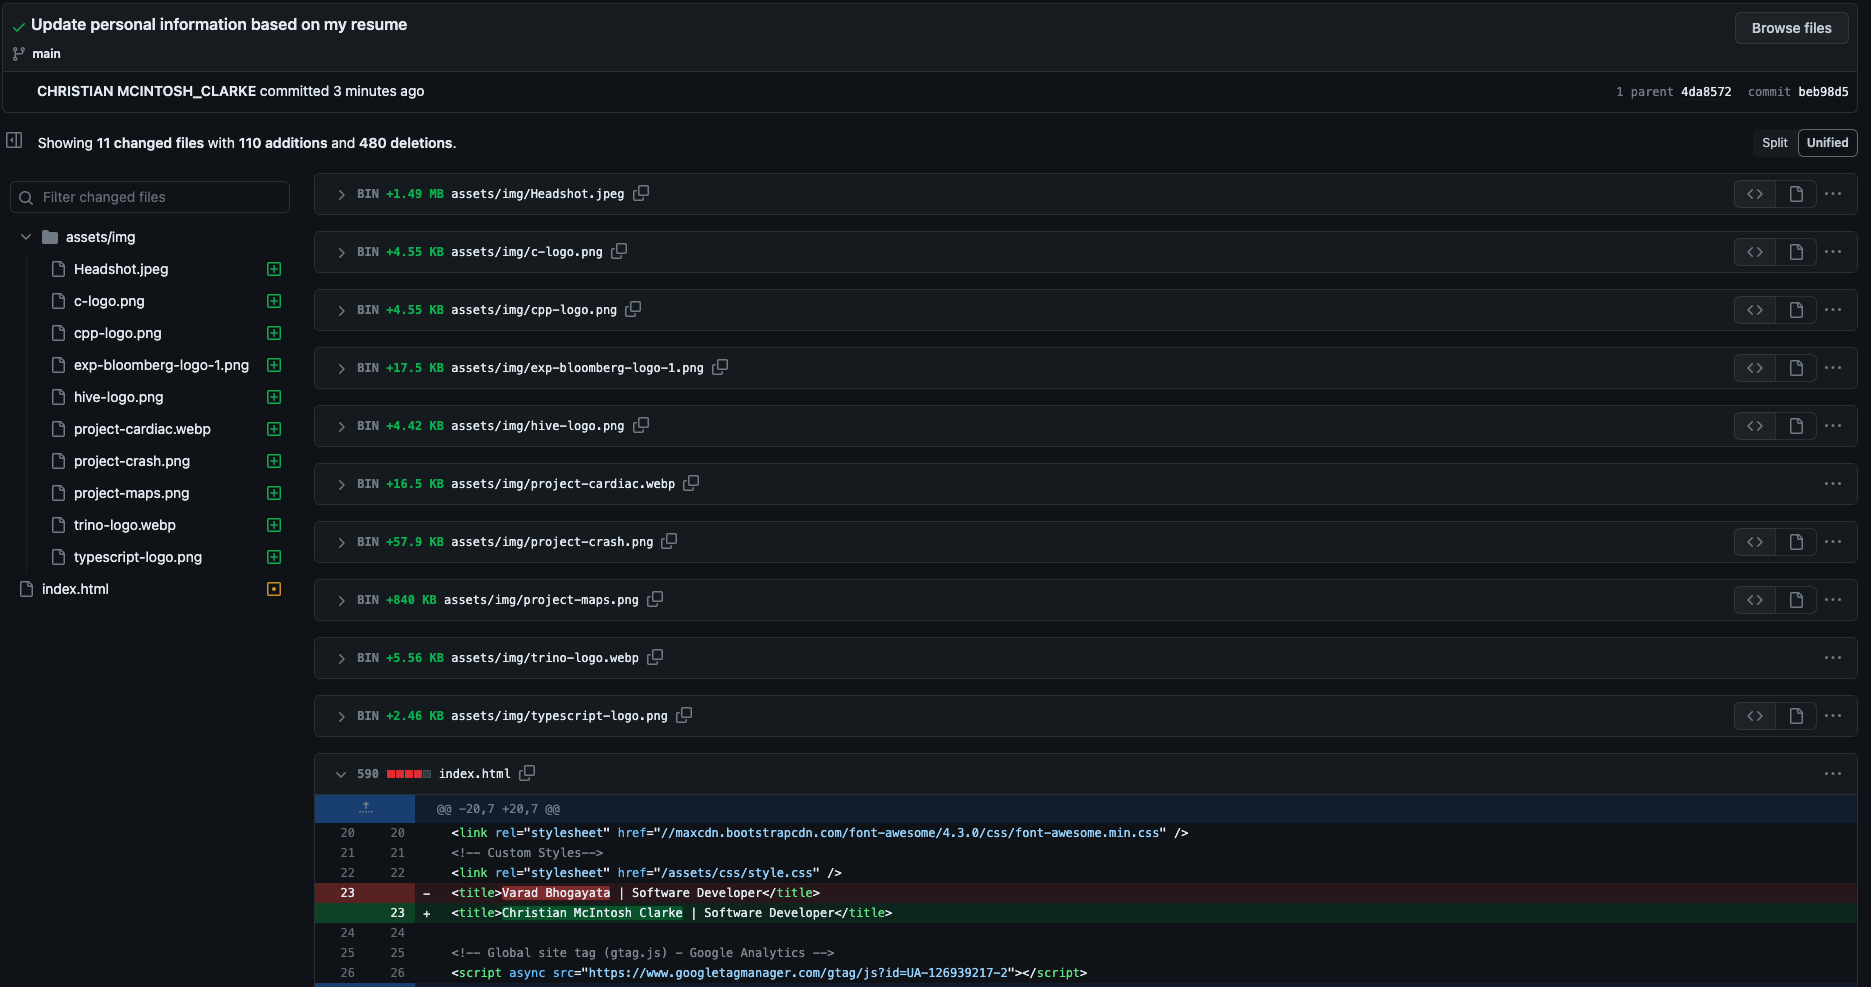 Update personal information based on my resume
Browse files
main
CHRISTIAN MCINTOSH_CLARKE committed 3 minutes ago
1 parent 4da8572 commit beb98d5
Showing 11 changed files with 110 additions and 480 deletions.
Split Unified
Filter changed files
assets/img
Headshot.jpeg
c-logo.png
cpp-logo.png
exp-bloomberg-logo-1.png
hive-logo.png
project-cardiac.webp
project-crash.png
project-maps.png
trino-logo.webp
typescript-logo.png
index.html
BIN +1.49 MB assets/img/Headshot.jpeg
BIN +4.55 KB assets/img/c-logo.png
BIN +4.55 KB assets/img/cpp-logo.png
BIN +17.5 KB assets/img/exp-bloomberg-logo-1.png
BIN +4.42 KB assets/img/hive-logo.png
BIN +16.5 KB assets/img/project-cardiac.webp
BIN +57.9 KB assets/img/project-crash.png
BIN +840 KB assets/img/project-maps.png
BIN +5.56 KB assets/img/trino-logo.webp
BIN +2.46 KB assets/img/typescript-logo.png
590 index.html
@@ -20,7 +20,7 @@
20 20 <link rel="stylesheet" href="//maxcdn.bootstrapcdn.com/font-awesome/4.3.0/css/font-awesome.min.css" />
21 21 <!-- Custom Styles-->
22 22 <link rel="stylesheet" href="/assets/css/style.css" />
23 - <title>Varad Bhogayata | Software Developer</title>
23 + <title>Christian McIntosh Clarke | Software Developer</title>
24 24
25 25 <!-- Global site tag (gtag.js) - Google Analytics -->
26 26 <script async src="https://www.googletagmanager.com/gtag/js?id=UA-126939217-2"></script>